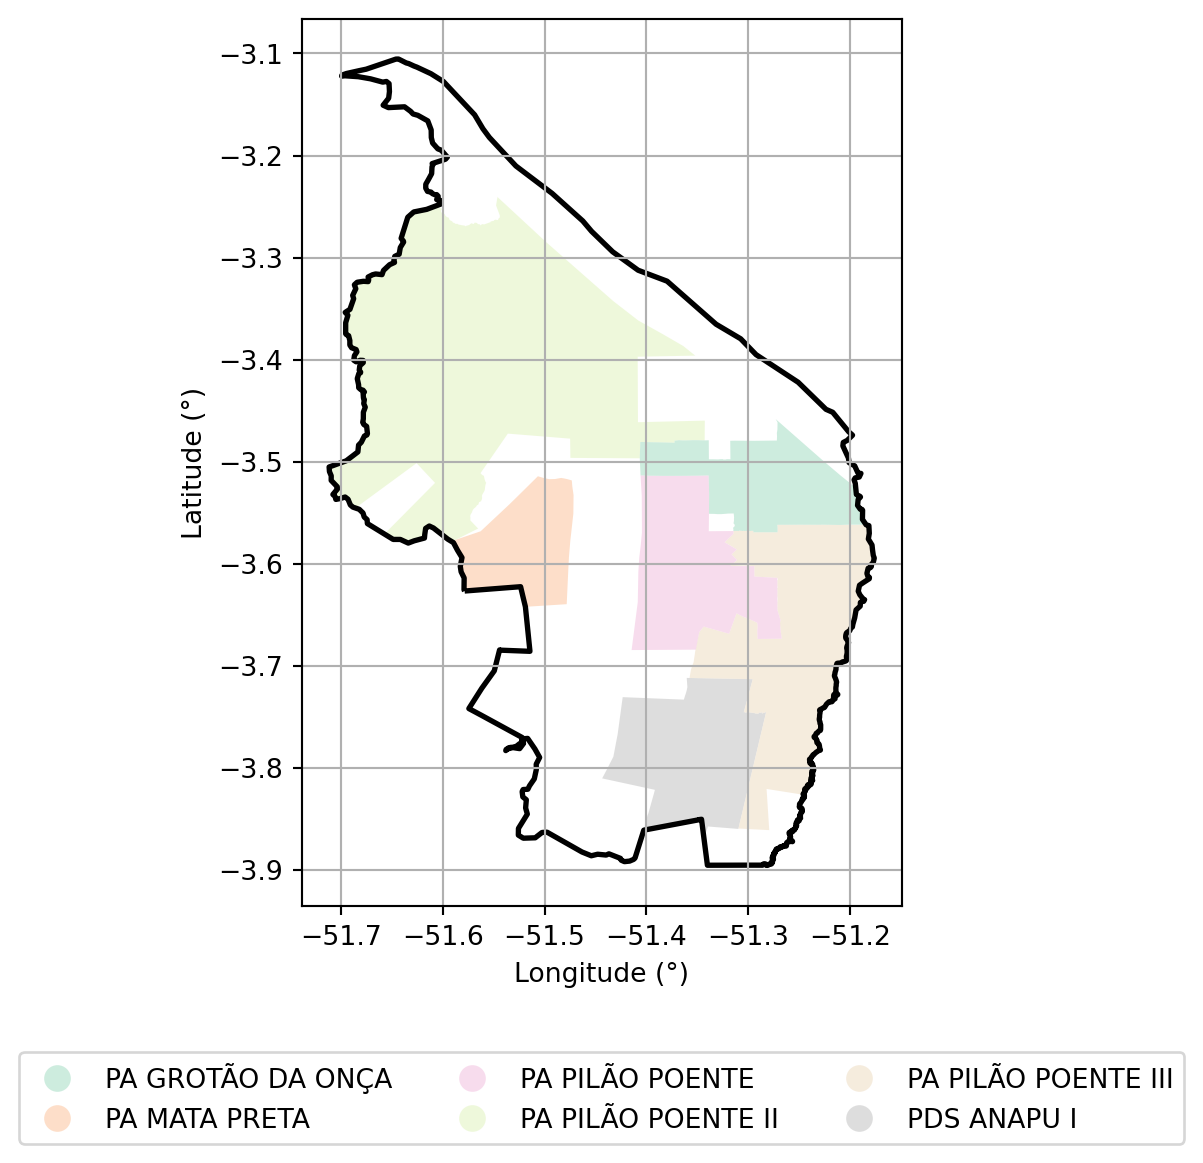 −3.1
−3.2
−3.3
−3.4
−3.5
−3.6
−3.7
−3.8
−3.9
Latitude (°)
−51.7 −51.6 −51.5 −51.4 −51.3 −51.2
Longitude (°)
PA GROTÃO DA ONÇA PA PILÃO POENTE PA PILÃO POENTE III
PA MATA PRETA PA PILÃO POENTE II PDS ANAPU I